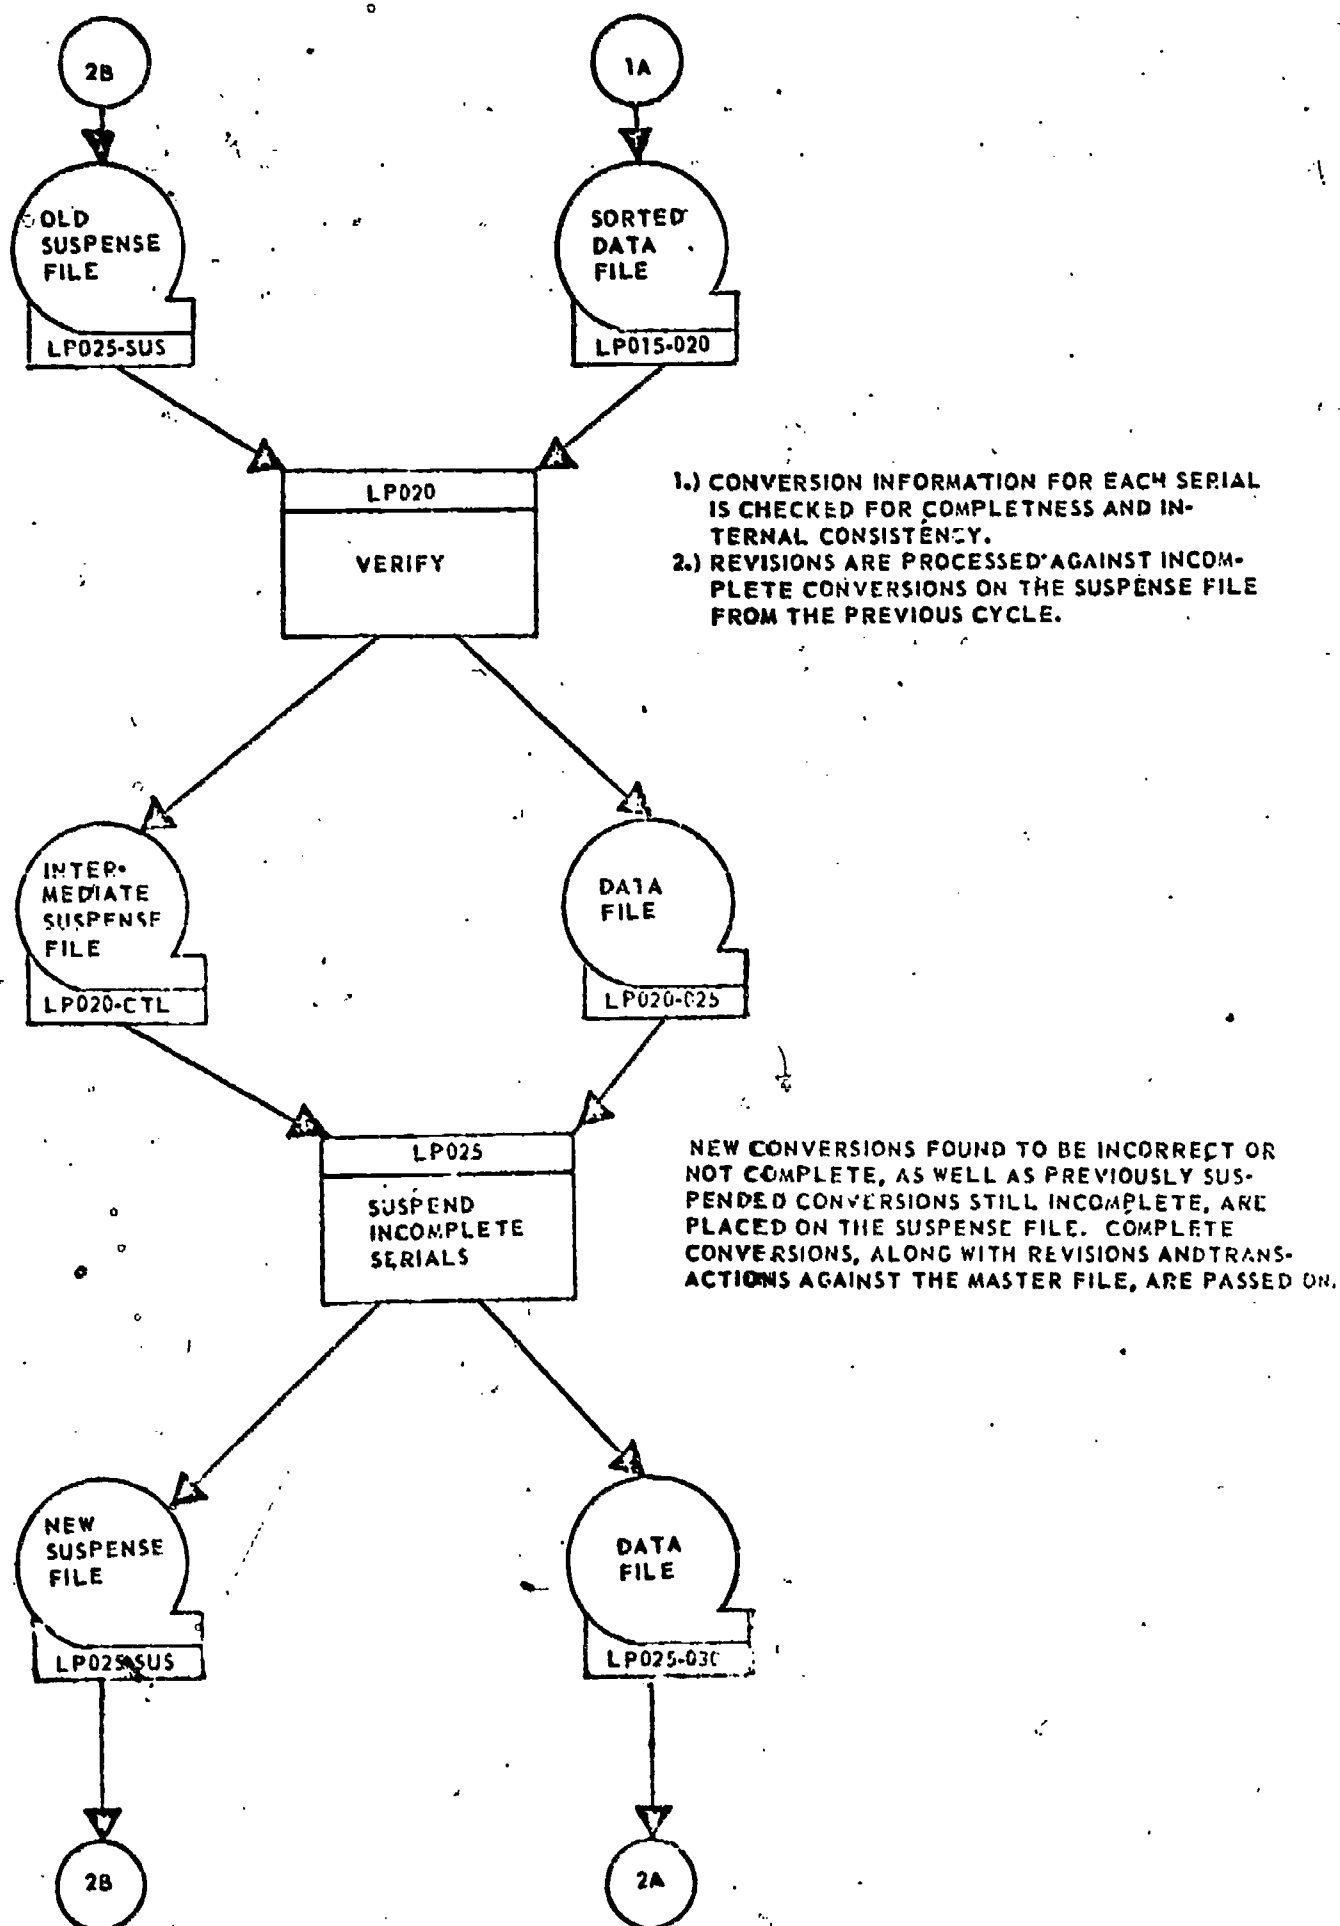 2B
1A
OLD
SUSPENSE
FILE
LP025-SUS
SORTED
DATA
FILE
LP015-020
LP020
VERIFY
1.) CONVERSION INFORMATION FOR EACH SERIAL
IS CHECKED FOR COMPLETNESS AND IN-
TERNAL CONSISTENCY.
2.) REVISIONS ARE PROCESSED AGAINST INCOM-
PLETE CONVERSIONS ON THE SUSPENSE FILE
FROM THE PREVIOUS CYCLE.
INTER-
MEDIATE
SUSPENSE
FILE
LP020-CTL
DATA
FILE
LP020-025
LP025
SUSPEND
INCOMPLETE
SERIALS
NEW CONVERSIONS FOUND TO BE INCORRECT OR
NOT COMPLETE, AS WELL AS PREVIOUSLY SUS-
PENDED CONVERSIONS STILL INCOMPLETE, ARE
PLACED ON THE SUSPENSE FILE. COMPLETE
CONVERSIONS, ALONG WITH REVISIONS ANDTRANS-
ACTIONS AGAINST THE MASTER FILE, ARE PASSED ON.
NEW
SUSPENSE
FILE
LP025-SUS
DATA
FILE
LP025-030
2B
2A